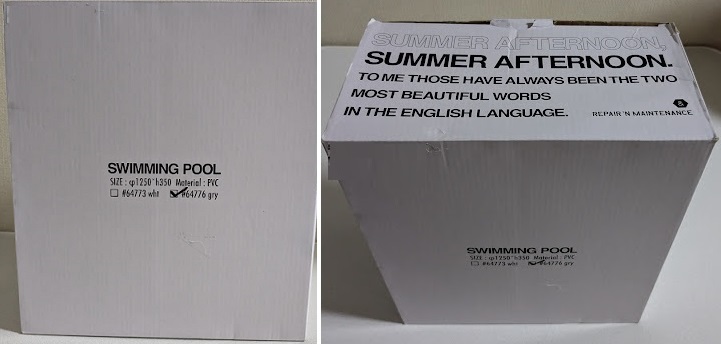 SWIMMING POOL
SIZE : φ1250*h350 Material : PVC
#64773 wht #64776 gry
SUMMER AFTERNOON,
SUMMER AFTERNOON.
TO ME THOSE HAVE ALWAYS BEEN THE TWO
MOST BEAUTIFUL WORDS
IN THE ENGLISH LANGUAGE.
REPAIR'N MAINTENANCE
SWIMMING POOL
SIZE : φ1250*h350 Material : PVC
#64773 wht #64776 gry